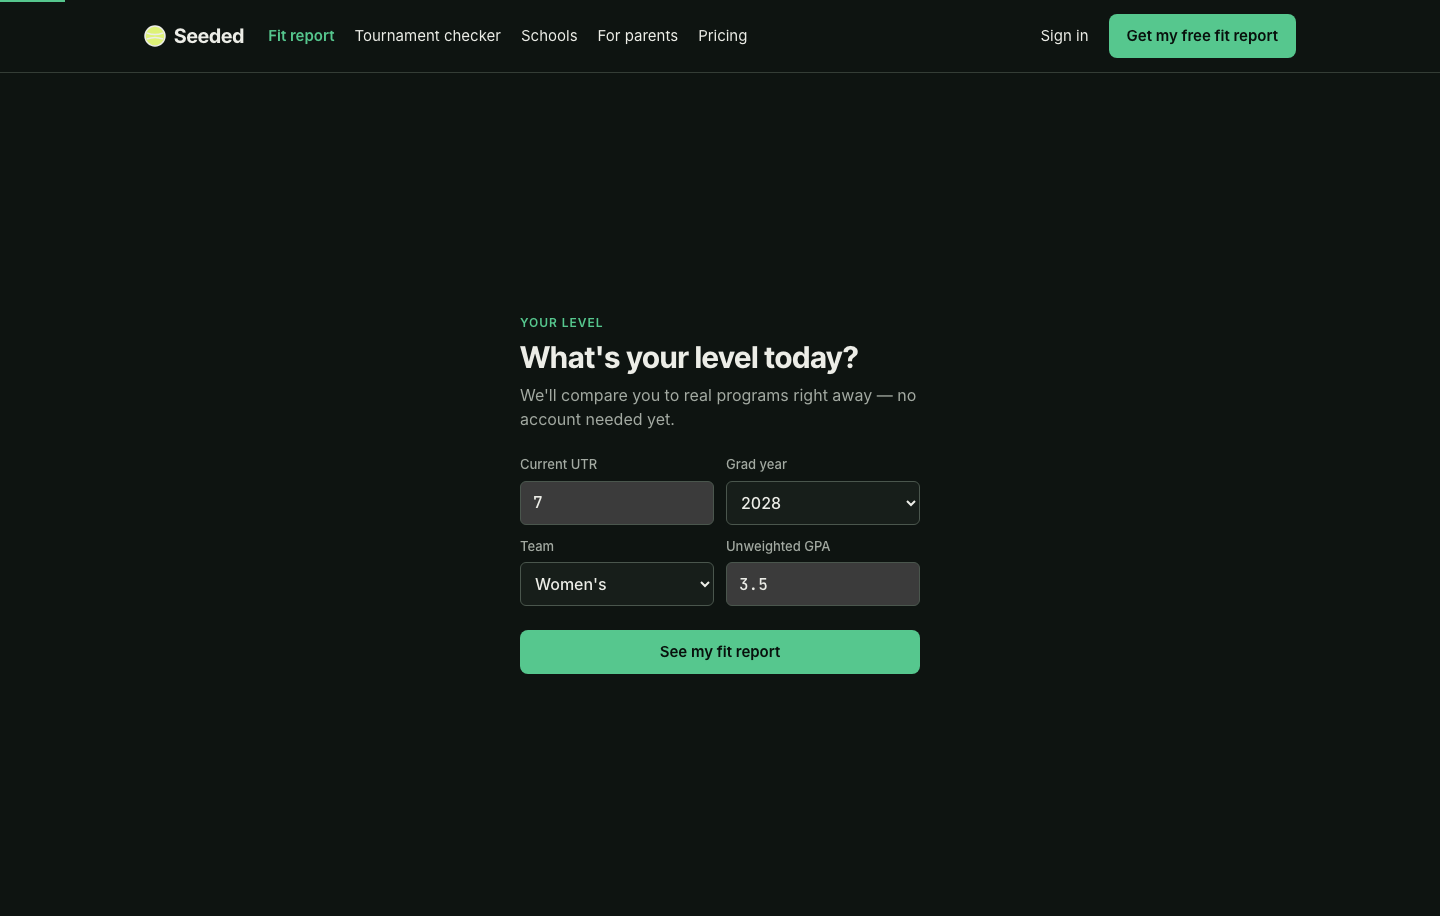 Seeded
Fit report
Tournament checker
Schools
For parents
Pricing
Sign in
Get my free fit report
YOUR LEVEL
What's your level today?
We'll compare you to real programs right away — no
account needed yet.
Current UTR
Grad year
7
2028
Team
Unweighted GPA
Women's
3.5
See my fit report